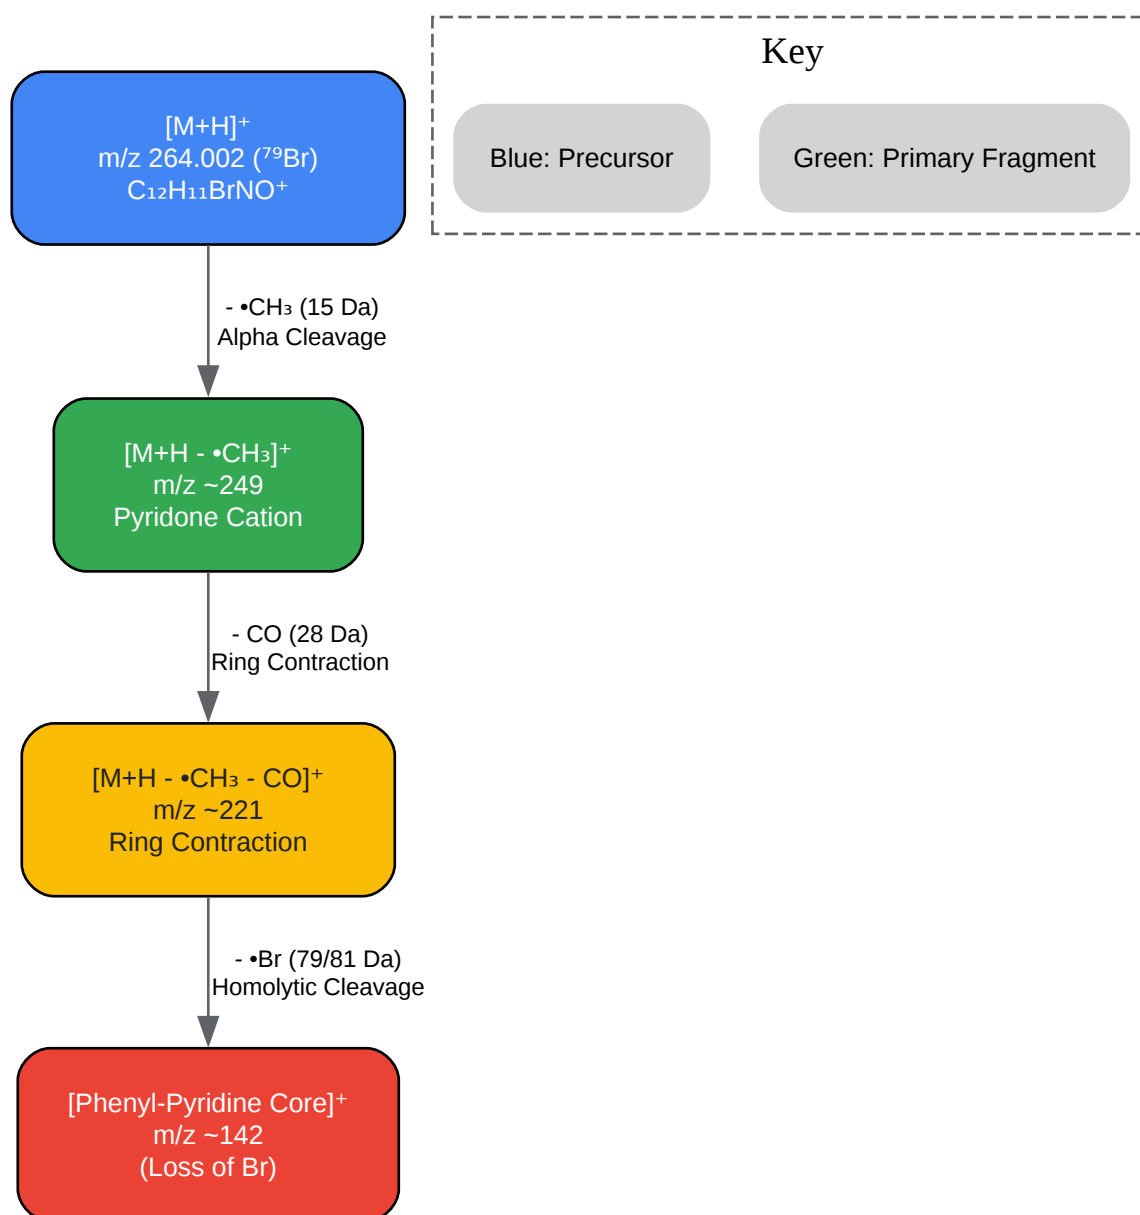 Key
Blue: Precursor
Green: Primary Fragment
[M+H]⁺
m/z 264.002 (⁷⁹Br)
C₁₂H₁₁BrNO⁺
- •CH₃ (15 Da)
Alpha Cleavage
[M+H - •CH₃]⁺
m/z ~249
Pyridone Cation
- CO (28 Da)
Ring Contraction
[M+H - •CH₃ - CO]⁺
m/z ~221
Ring Contraction
- •Br (79/81 Da)
Homolytic Cleavage
[Phenyl-Pyridine Core]⁺
m/z ~142
(Loss of Br)